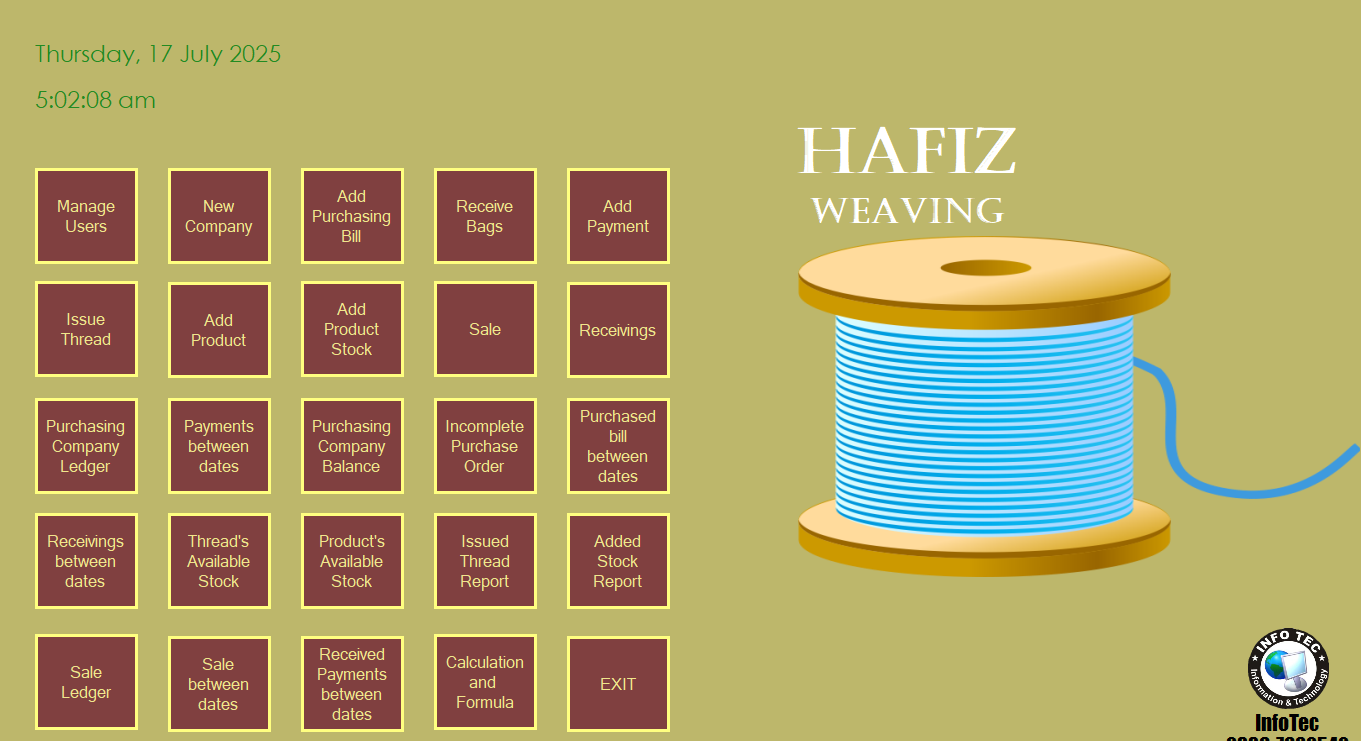 Thursday, 17 July 2025
5:02:08 am
HAFIZ
WEAVING
Manage
Users
New
Company
Add
Purchasing
Bill
Receive
Bags
Add
Payment
Issue
Thread
Add
Product
Add
Product
Stock
Sale
Receivings
Purchasing
Company
Ledger
Payments
between
dates
Purchasing
Company
Balance
Incomplete
Purchase
Order
Purchased
bill
between
dates
Receivings
between
dates
Thread's
Available
Stock
Product's
Available
Stock
Issued
Thread
Report
Added
Stock
Report
Sale
Ledger
Sale
between
dates
Received
Payments
between
dates
Calculation
and
Formula
EXIT
INFO TEC
Information & Technology
InfoTec